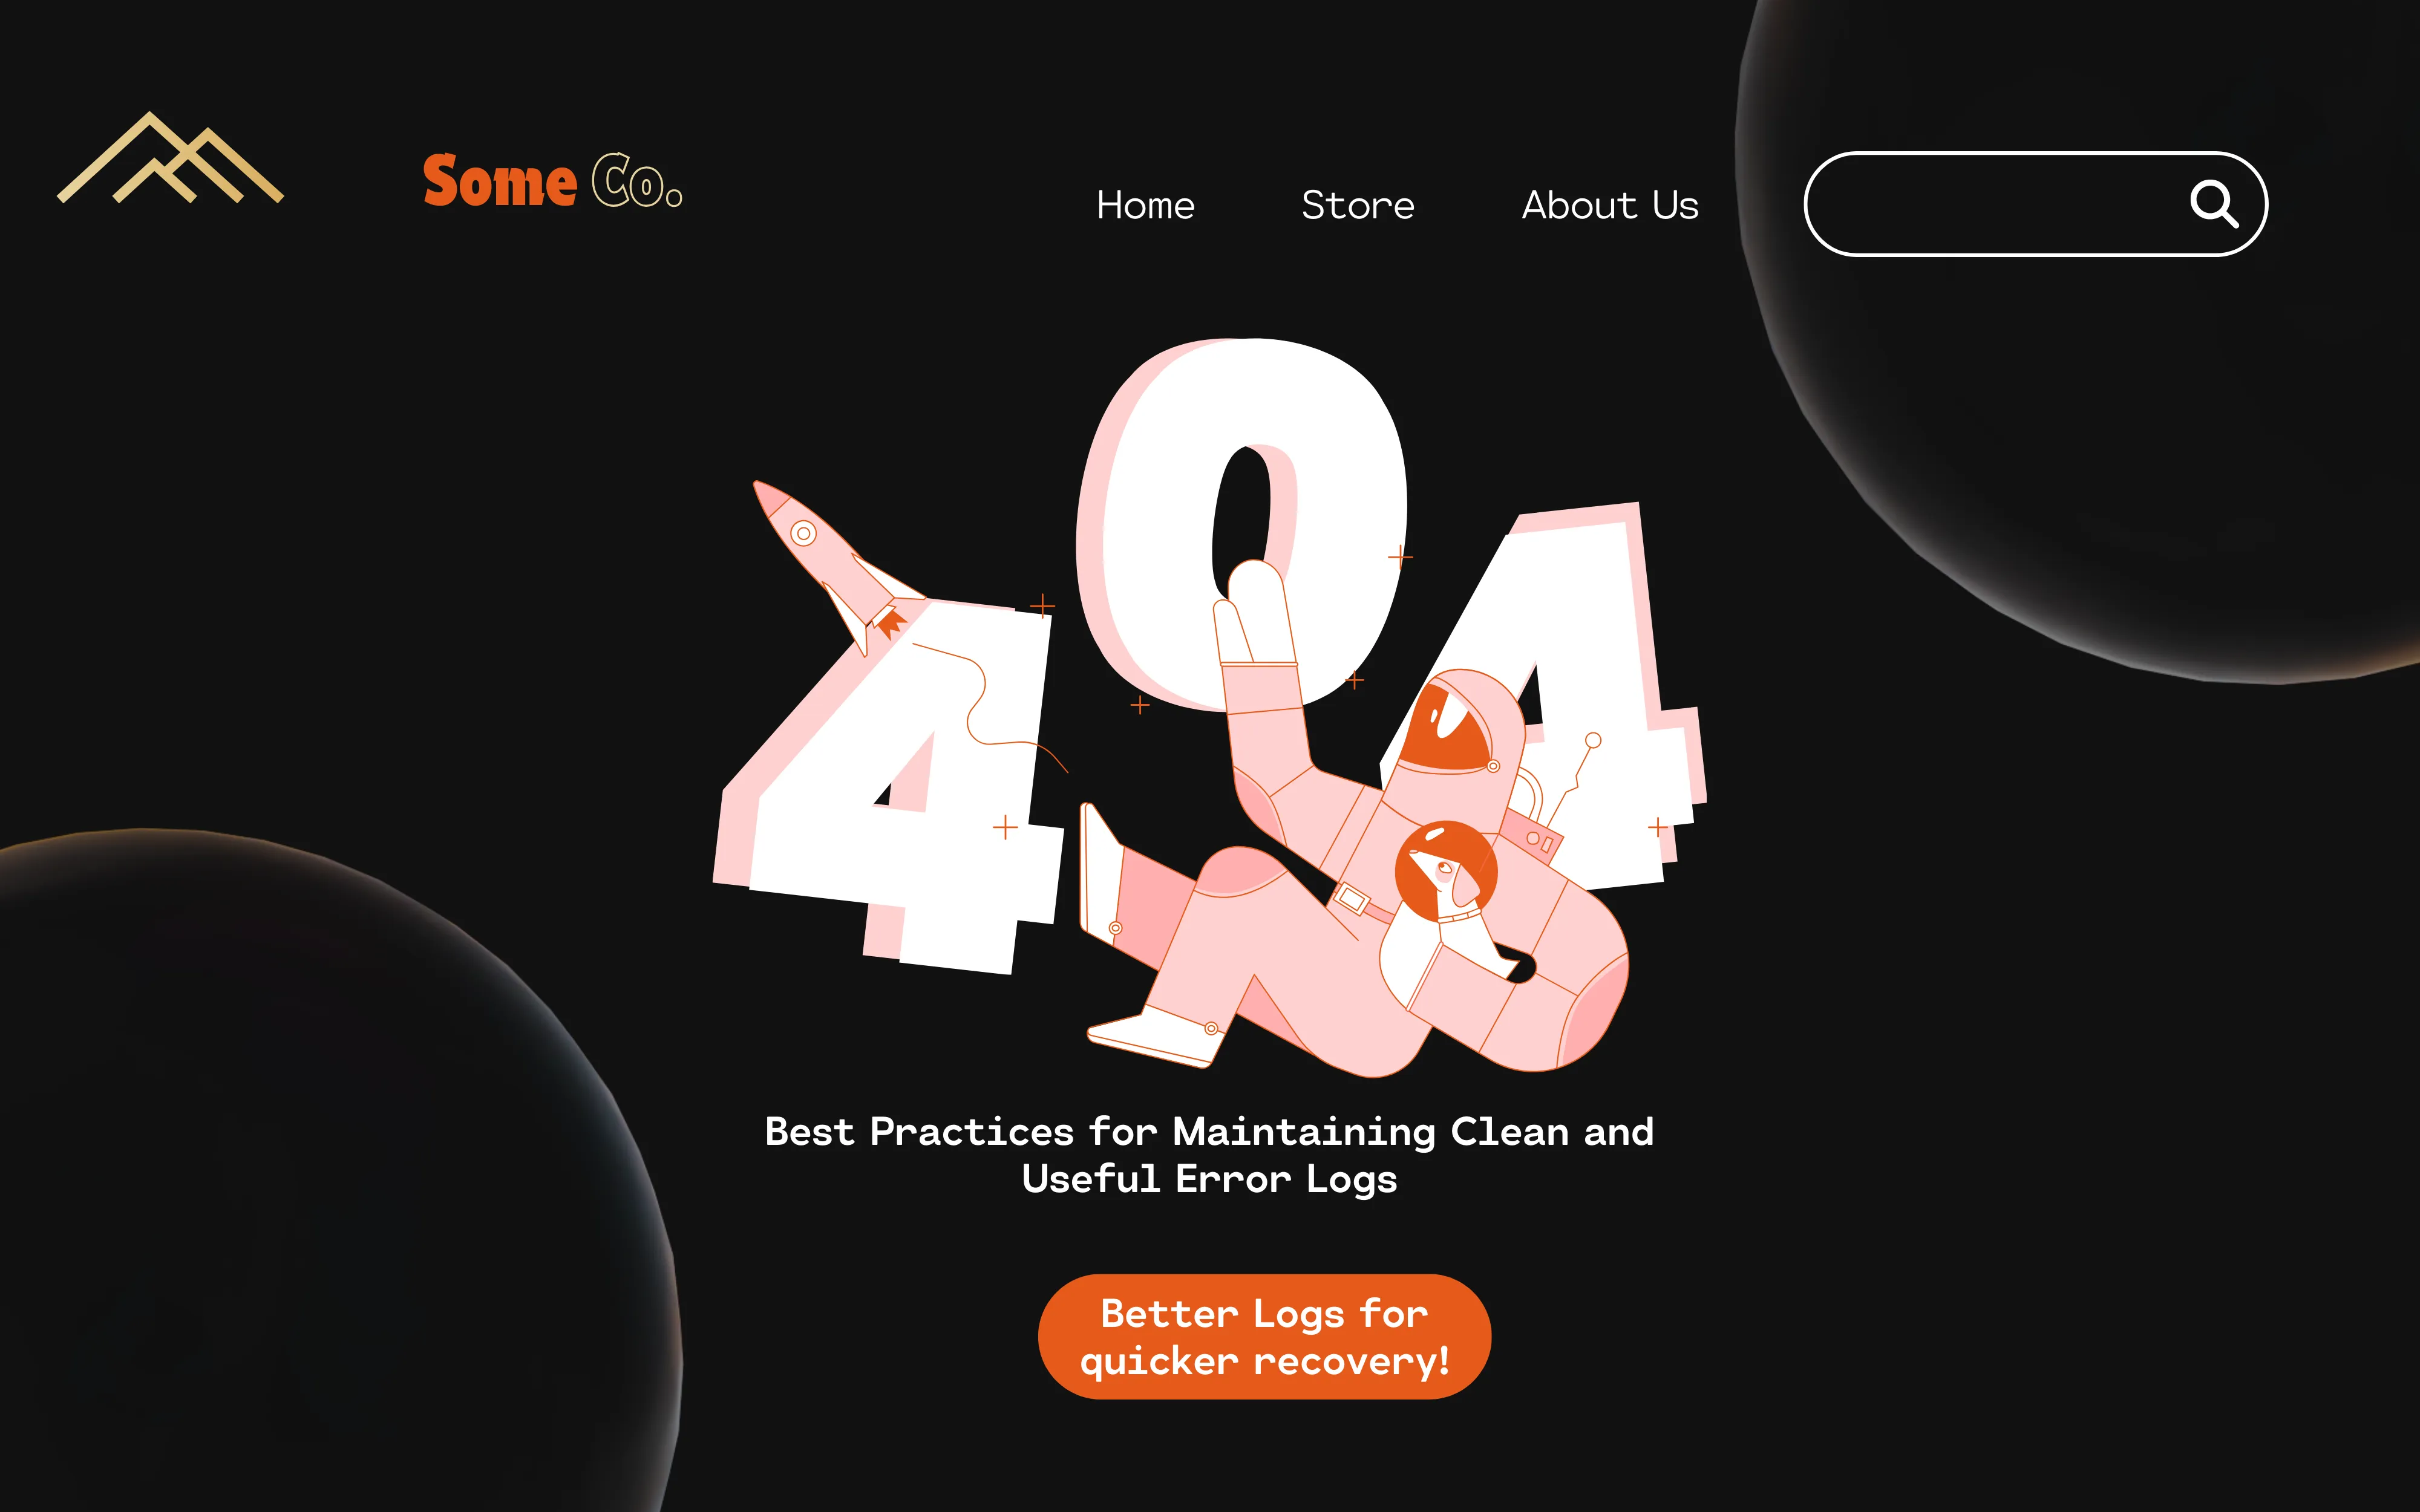 Some Co.
Home
Store
About Us
404
Best Practices for Maintaining Clean and
Useful Error Logs
Better Logs for
quicker recovery!